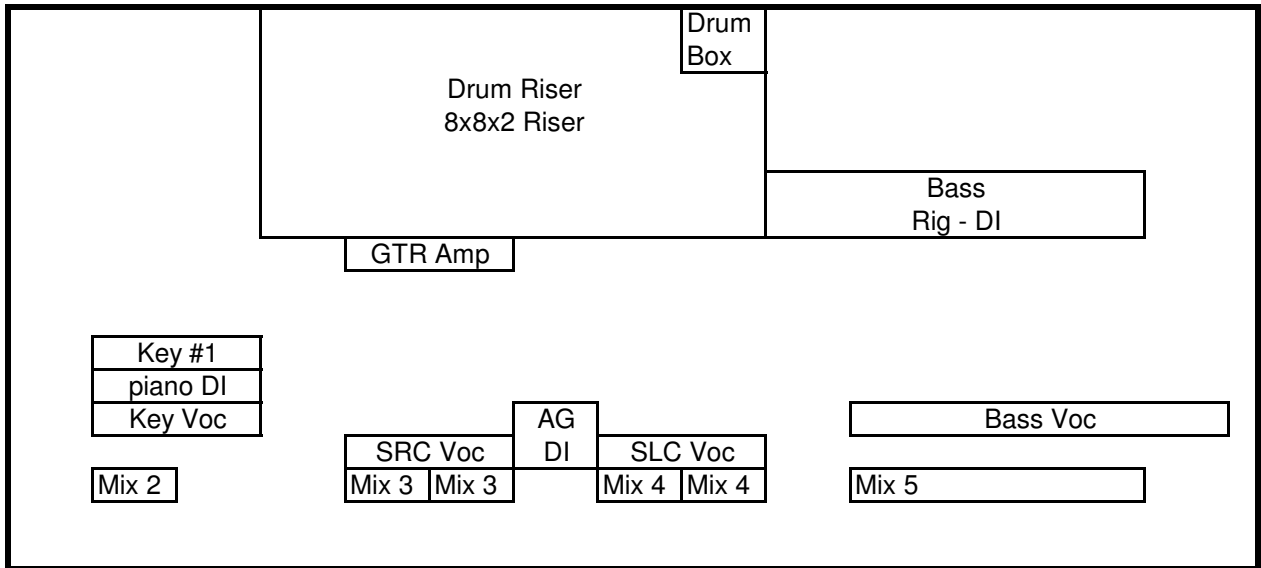 Drum
Box
Drum Riser
8x8x2 Riser
Bass
Rig - DI
GTR Amp
Key #1
piano DI
Key Voc
AG
DI
Bass Voc
SRC Voc
SLC Voc
Mix 2
Mix 3
Mix 3
Mix 4
Mix 4
Mix 5